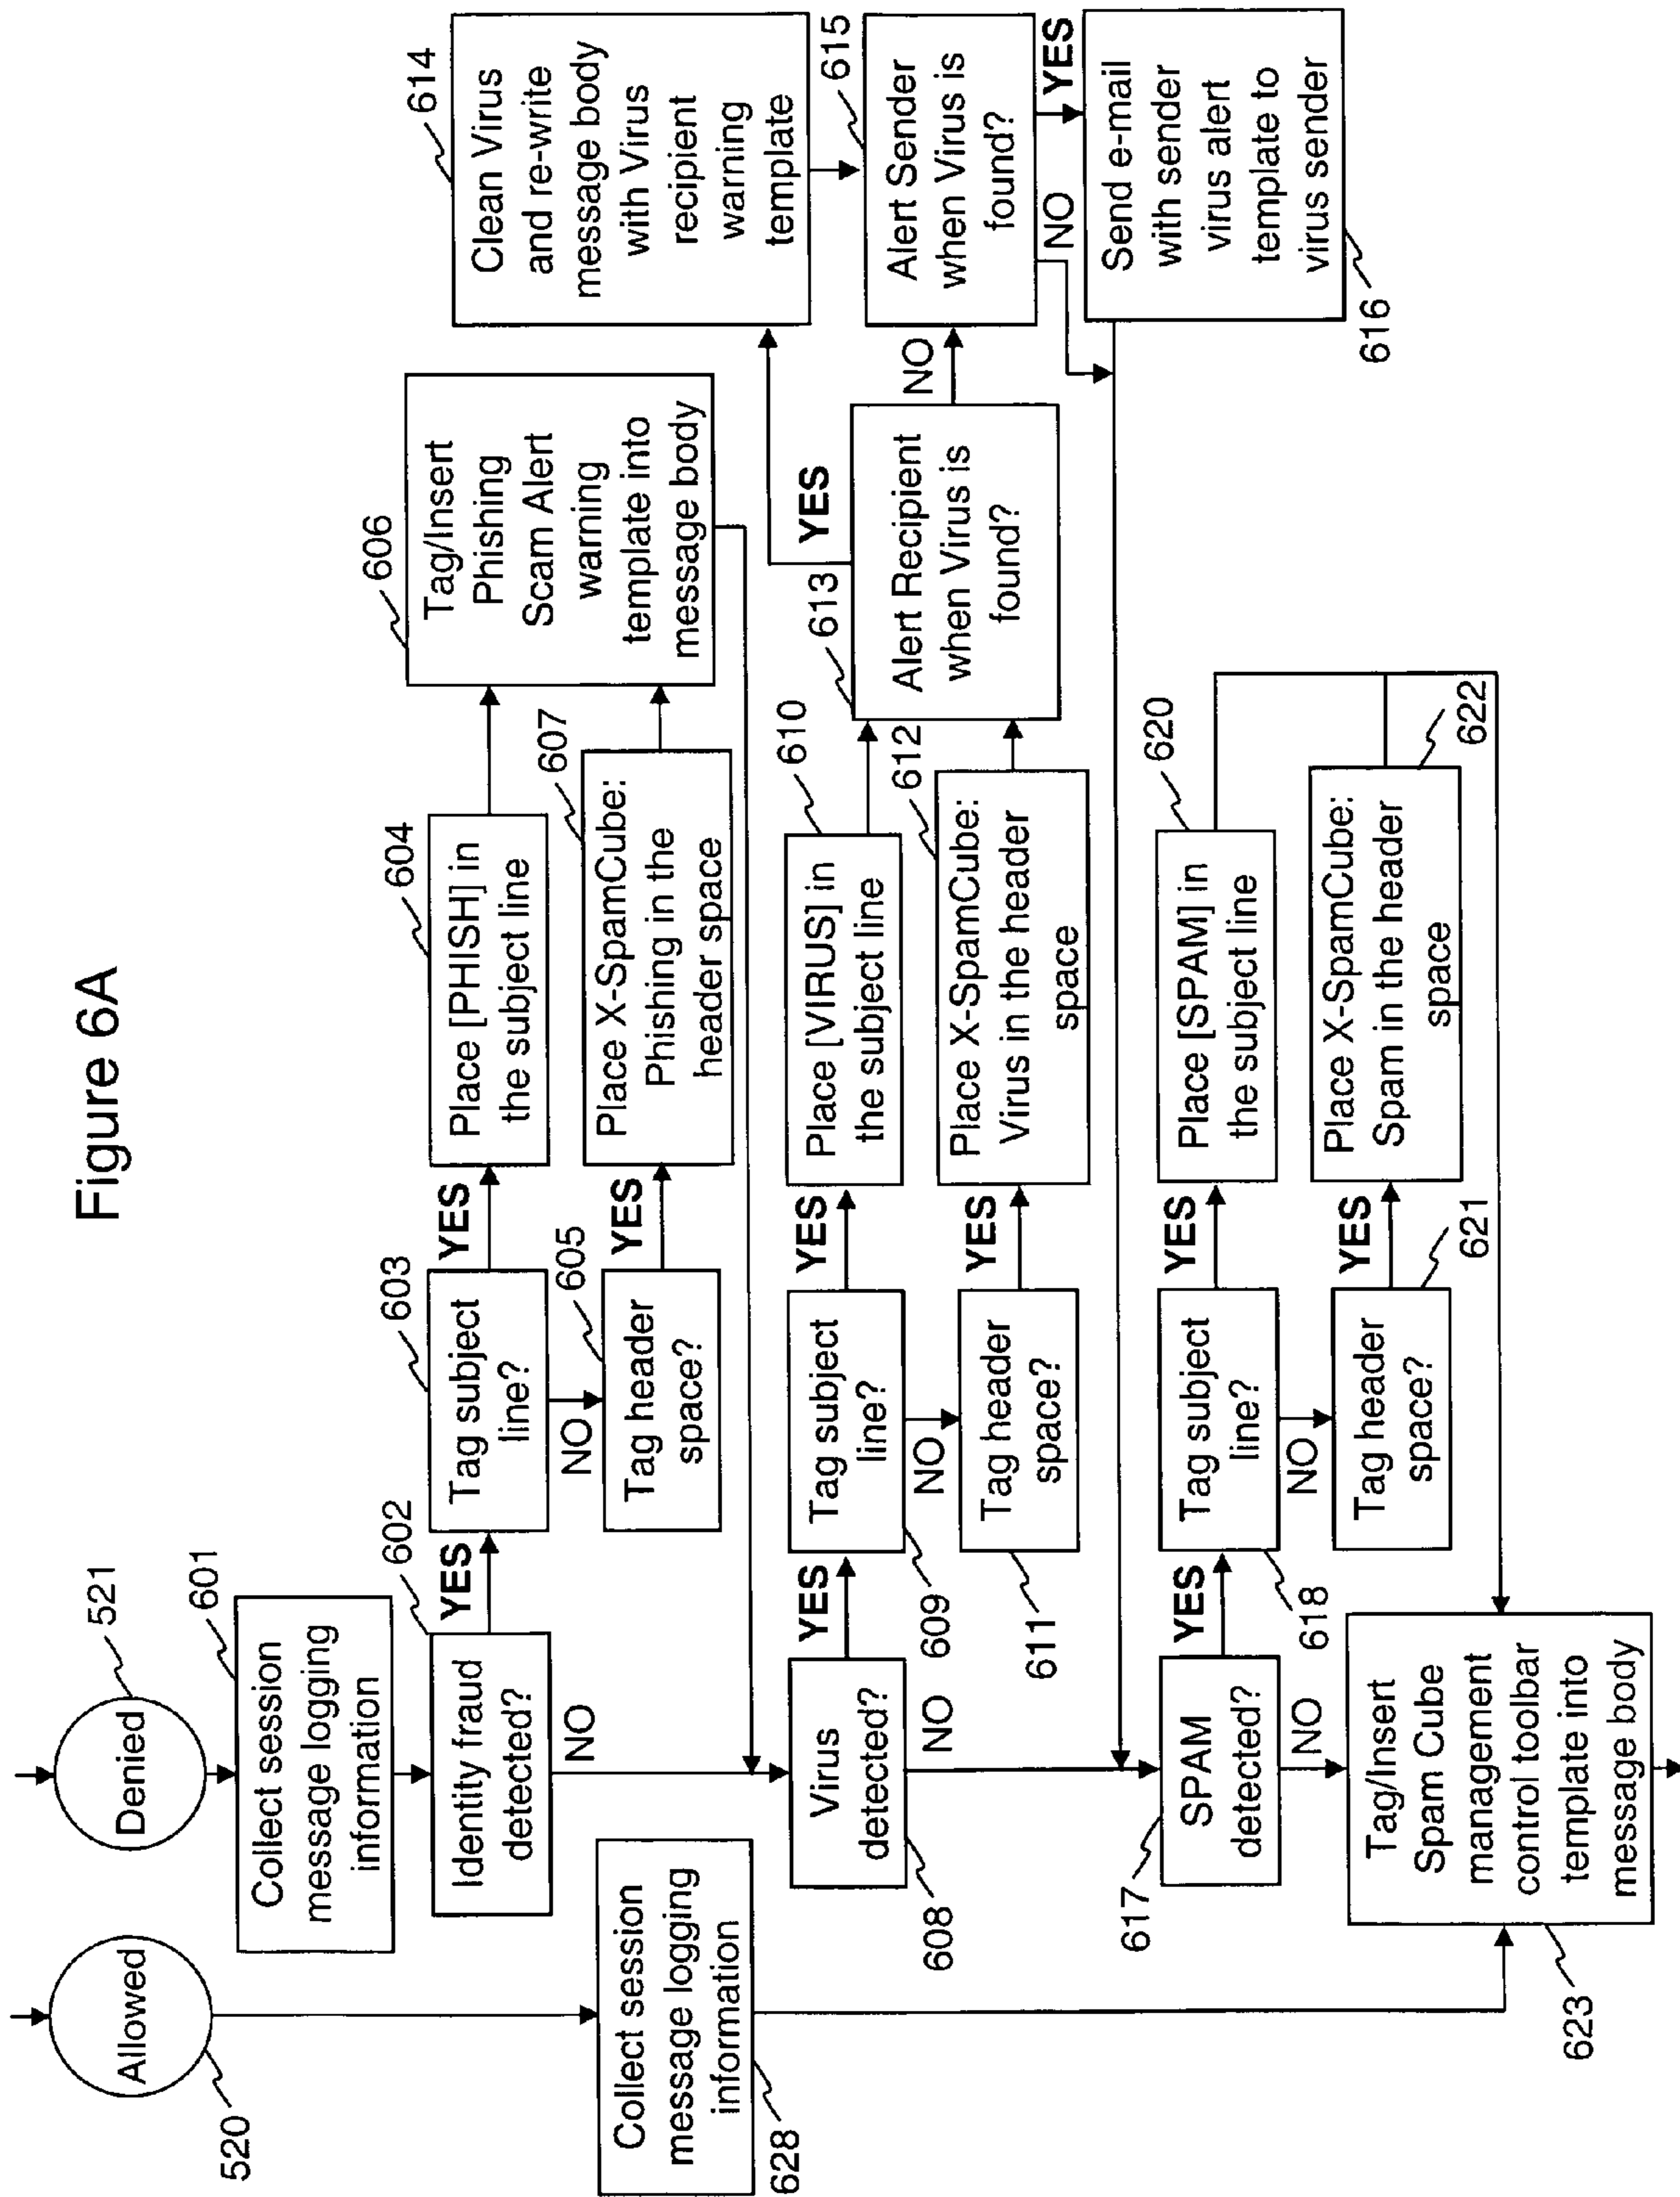 Figure 6A
Allowed
520
Denied
521
Collect session
message logging
information
601
Identity fraud
detected?
602
YES
NO
Tag subject
line?
603
YES
NO
Place [PHISH] in
the subject line
604
Tag header
space?
605
YES
Place X-SpamCube:
Phishing in the
header space
607
Tag/Insert
Phishing
Scam Alert
warning
template into
message body
606
Collect session
message logging
information
628
Virus
detected?
608
YES
NO
Tag subject
line?
609
YES
NO
Place [VIRUS] in
the subject line
610
Tag header
space?
611
YES
Place X-SpamCube:
Virus in the header
space
612
Alert Recipient
when Virus is
found?
613
YES
NO
Clean Virus
and re-write
message body
with Virus
recipient
warning
template
614
Alert Sender
when Virus is
found?
615
NO
YES
Send e-mail
with sender
virus alert
template to
virus sender
616
SPAM
detected?
617
YES
NO
Tag subject
line?
618
YES
NO
Place [SPAM] in
the subject line
620
Tag header
space?
621
YES
Place X-SpamCube:
Spam in the header
space
622
Tag/Insert
Spam Cube
management
control toolbar
template into
message body
623